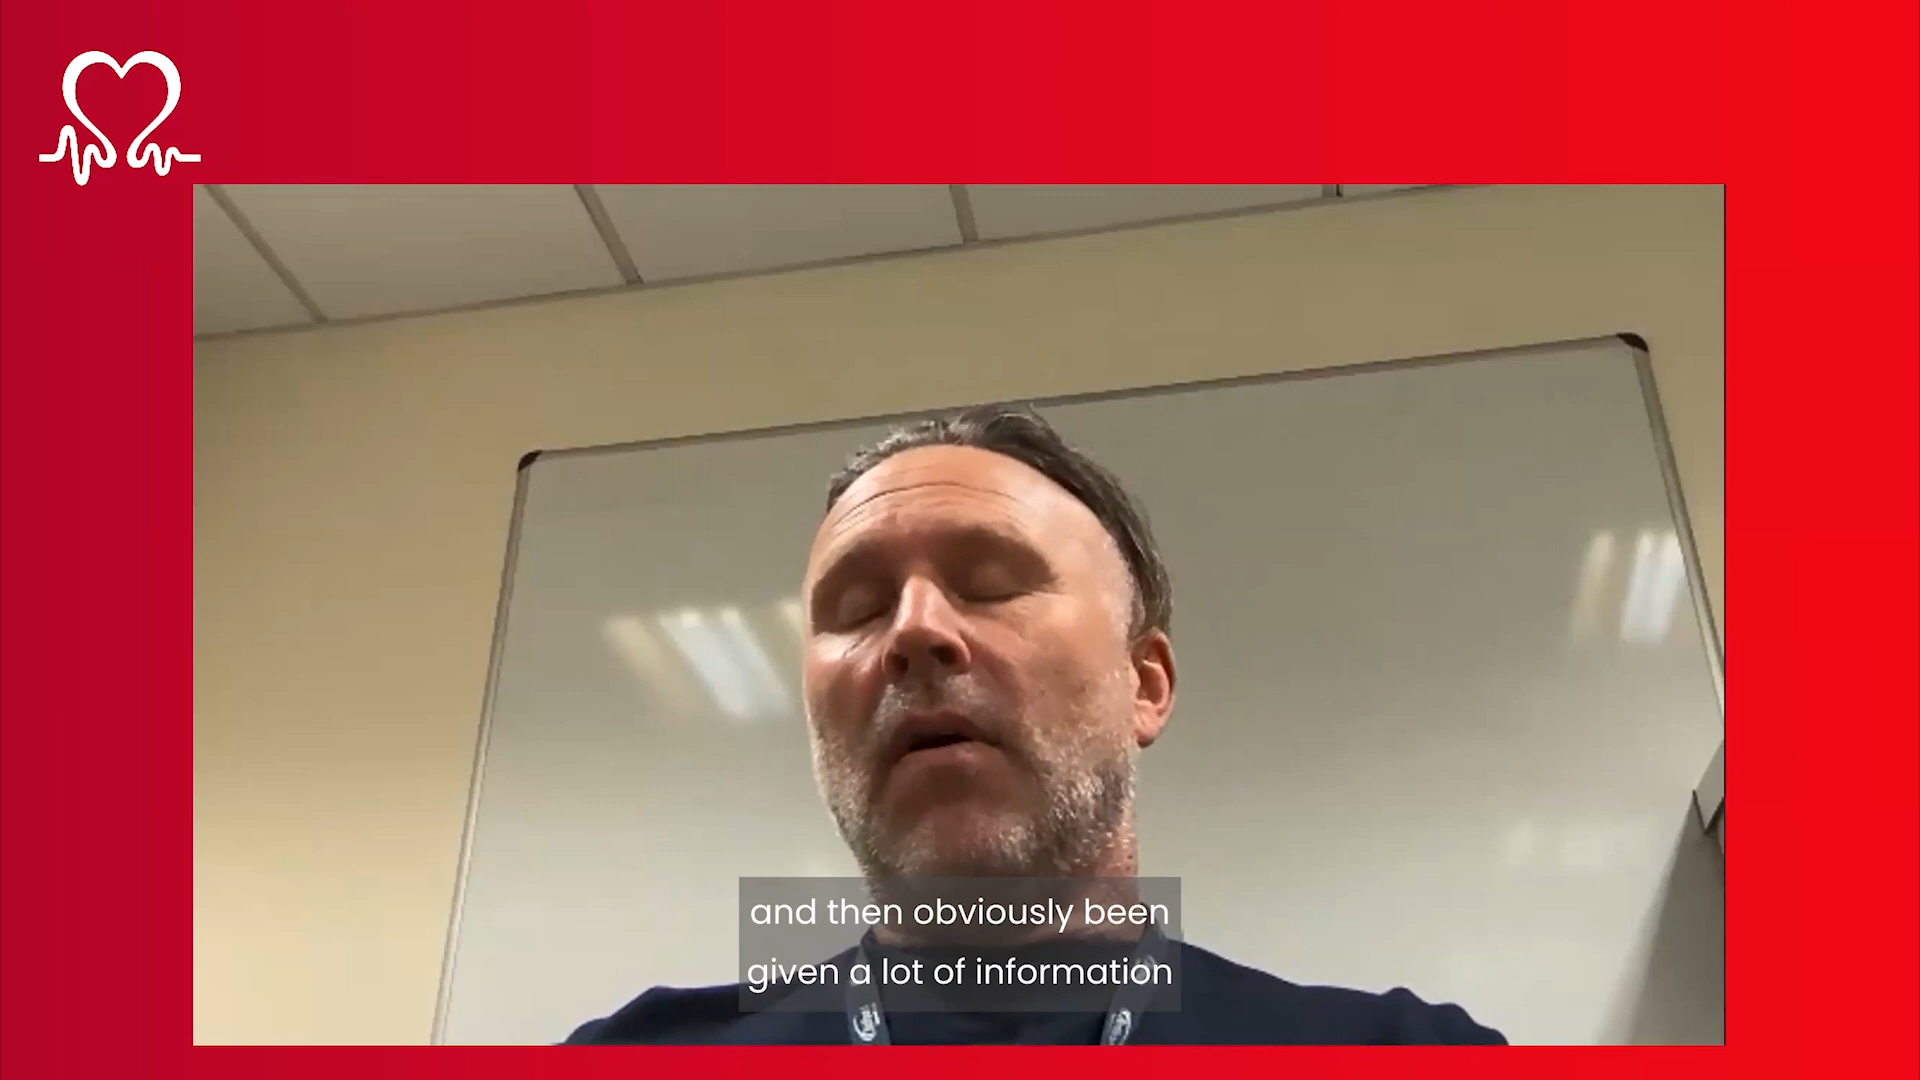 and then obviously been
given a lot of information